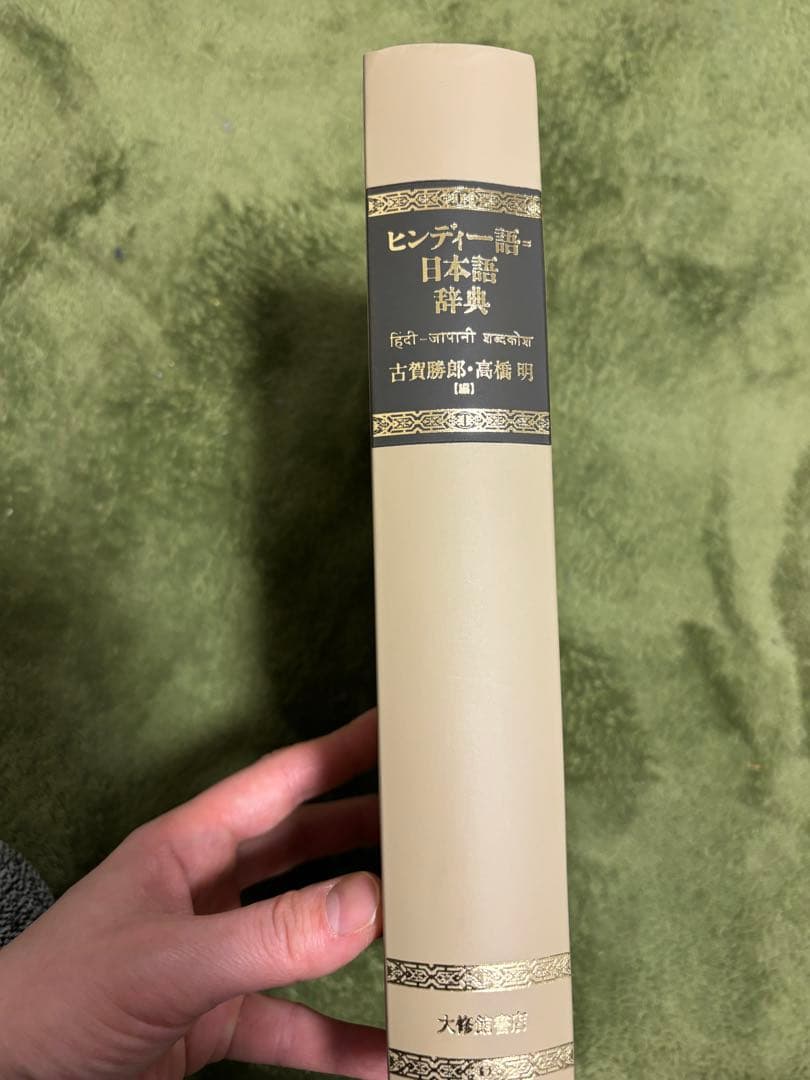 ヒンディー語=
日本語
辞典
हिंदी-जापानी शब्दकोश
古賀勝郎・高橋 明
[編]
大修館書店